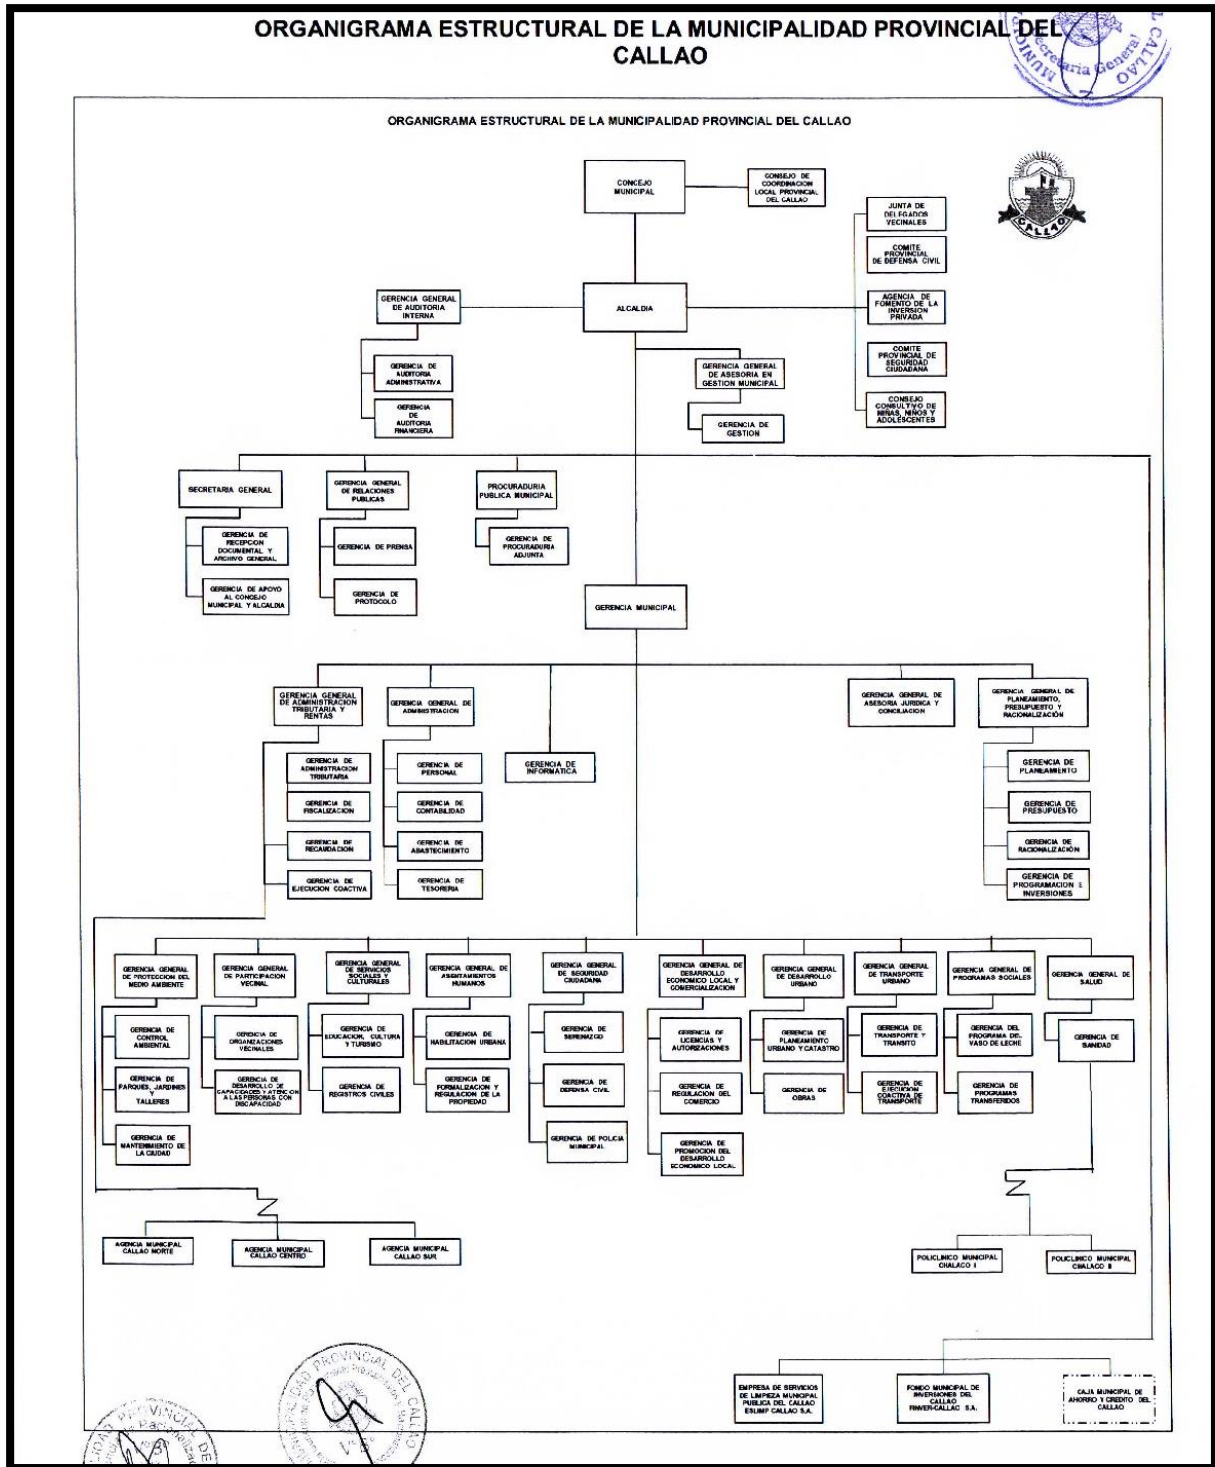 ORGANIGRAMA ESTRUCTURAL DE LA MUNICIPALIDAD PROVINCIAL DEL
CALLAO
Secretaria General
ORGANIGRAMA ESTRUCTURAL DE LA MUNICIPALIDAD PROVINCIAL DEL CALLAO
CONCEJO
MUNICIPAL
CONSEJO DE
COORDINACION
LOCAL PROVINCIAL
DEL CALLAO
CALLAO
JUNTA DE
DELEGADOS
VECINALES
COMITE
PROVINCIAL
DE DEFENSA CIVIL
GERENCIA GENERAL
DE AUDITORIA
INTERNA
ALCALDIA
AGENCIA DE
FOMENTO DE LA
INVERSION
PRIVADA
GERENCIA DE
AUDITORIA
ADMINISTRATIVA
GERENCIA GENERAL
DE ASESORIA EN
GESTION MUNICIPAL
COMITE
PROVINCIAL DE
SEGURIDAD
CIUDADANA
GERENCIA
DE
AUDITORIA
FINANCIERA
GERENCIA DE
GESTION
CONSEJO
CONSULTIVO DE
NIÑAS, NIÑOS Y
ADOLESCENTES
SECRETARIA GENERAL
GERENCIA GENERAL
DE RELACIONES
PUBLICAS
PROCURADURIA
PUBLICA MUNICIPAL
GERENCIA DE
RECEPCION
DOCUMENTAL Y
ARCHIVO GENERAL
GERENCIA DE PRENSA
GERENCIA DE
PROCURADURIA
ADJUNTA
GERENCIA DE APOYO
AL CONCEJO
MUNICIPAL Y ALCALDIA
GERENCIA DE
PROTOCOLO
GERENCIA MUNICIPAL
GERENCIA GENERAL
DE ADMINISTRACION
TRIBUTARIA Y
RENTAS
GERENCIA GENERAL DE
ADMINISTRACION
GERENCIA GENERAL DE
ASESORIA JURIDICA Y
CONCILIACION
GERENCIA GENERAL DE
PLANEAMIENTO,
PRESUPUESTO Y
RACIONALIZACIÓN
GERENCIA DE
ADMINISTRACION
TRIBUTARIA
GERENCIA DE
PERSONAL
GERENCIA DE
INFORMATICA
GERENCIA DE
PLANEAMIENTO
GERENCIA DE
FISCALIZACION
GERENCIA DE
CONTABILIDAD
GERENCIA DE
PRESUPUESTO
GERENCIA DE
RECAUDACION
GERENCIA DE
ABASTECIMIENTO
GERENCIA DE
RACIONALIZACIÓN
GERENCIA DE
EJECUCION COACTIVA
GERENCIA DE
TESORERIA
GERENCIA DE
PROGRAMACION E
INVERSIONES
GERENCIA GENERAL
DE PROTECCION DEL
MEDIO AMBIENTE
GERENCIA GENERAL
DE PARTICIPACION
VECINAL
GERENCIA GENERAL
DE SERVICIOS
SOCIALES Y
CULTURALES
GERENCIA GENERAL DE
ASENTAMIENTOS
HUMANOS
GERENCIA GENERAL
DE SEGURIDAD
CIUDADANA
GERENCIA GENERAL DE
DESARROLLO
ECONOMICO LOCAL Y
COMERCIALIZACION
GERENCIA GENERAL
DE DESARROLLO
URBANO
GERENCIA GENERAL
DE TRANSPORTE
URBANO
GERENCIA GENERAL DE
PROGRAMAS SOCIALES
GERENCIA GENERAL DE
SALUD
GERENCIA DE
CONTROL
AMBIENTAL
GERENCIA DE
ORGANIZACIONES
VECINALES
GERENCIA DE
EDUCACION, CULTURA
Y TURISMO
GERENCIA DE
HABILITACION URBANA
GERENCIA DE
SERENAZGO
GERENCIA DE
LICENCIAS Y
AUTORIZACIONES
GERENCIA DE
PLANEAMIENTO
URBANO Y CATASTRO
GERENCIA DE
TRANSPORTE Y
TRANSITO
GERENCIA DEL
PROGRAMA DEL
VASO DE LECHE
GERENCIA DE
SANIDAD
GERENCIA DE
PARQUES, JARDINES
Y
TALLERES
GERENCIA DE
DESARROLLO DE
CAPACIDADES Y ATENCION
A LAS PERSONAS CON
DISCAPACIDAD
GERENCIA DE
REGISTROS CIVILES
GERENCIA DE
FORMALIZACION Y
REGULACION DE LA
PROPIEDAD
GERENCIA DE
DEFENSA CIVIL
GERENCIA DE
REGULACION DEL
COMERCIO
GERENCIA DE
OBRAS
GERENCIA DE
EJECUCION
COACTIVA DE
TRANSPORTE
GERENCIA DE
PROGRAMAS
TRANSFERIDOS
GERENCIA DE
MANTENIMIENTO DE
LA CIUDAD
GERENCIA DE POLICIA
MUNICIPAL
GERENCIA DE
PROMOCION DEL
DESARROLLO
ECONOMICO LOCAL
AGENCIA MUNICIPAL
CALLAO NORTE
AGENCIA MUNICIPAL
CALLAO CENTRO
AGENCIA MUNICIPAL
CALLAO SUR
POLICLINICO MUNICIPAL
CHALACO I
POLICLINICO MUNICIPAL
CHALACO II
EMPRESA DE SERVICIOS
DE LIMPIEZA MUNICIPAL
PUBLICA DEL CALLAO
ESLIMP CALLAO S.A.
FONDO MUNICIPAL DE
INVERSIONES DEL
CALLAO
FINVER-CALLAO S.A.
CAJA MUNICIPAL DE
AHORRO Y CREDITO DEL
CALLAO
PROVINCIAL DEL CALLAO